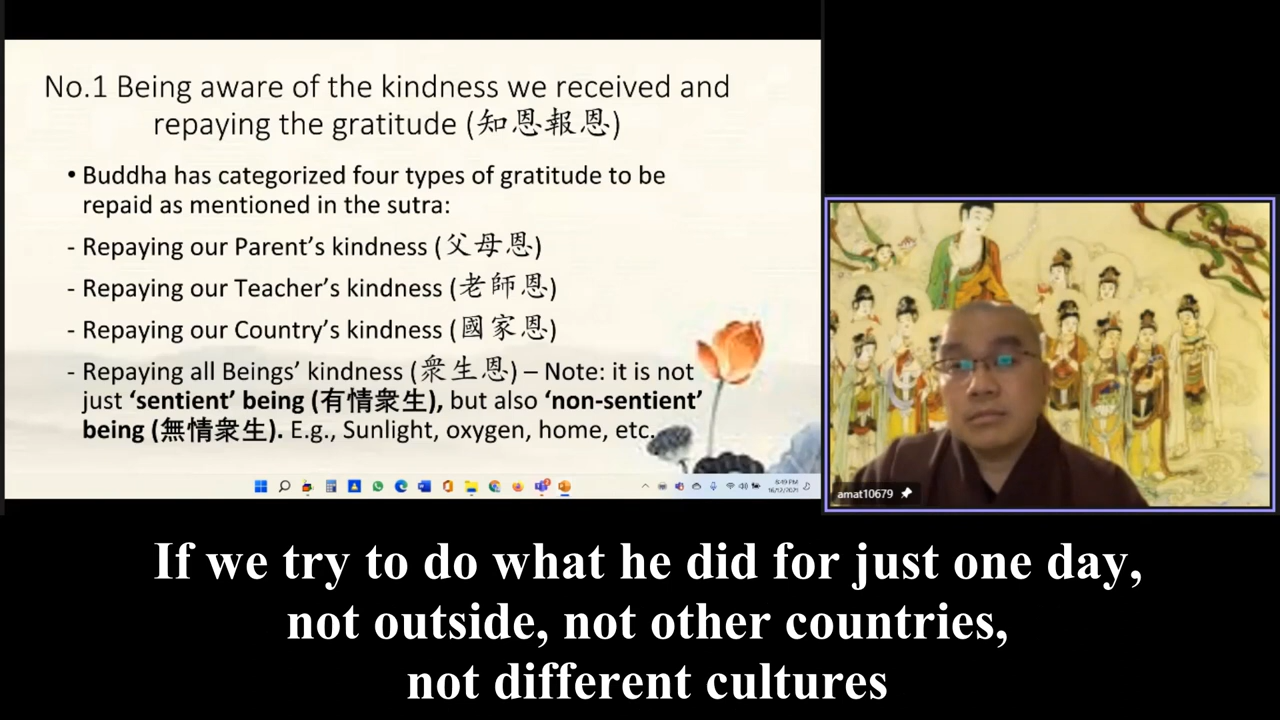 No.1 Being aware of the kindness we received and
repaying the gratitude (知恩報恩)
• Buddha has categorized four types of gratitude to be
repaid as mentioned in the sutra:
- Repaying our Parent's kindness (父母恩)
- Repaying our Teacher's kindness (老師恩)
- Repaying our Country's kindness (國家恩)
- Repaying all Beings' kindness (衆生恩) – Note: it is not
just ‘sentient’ being (有情衆生), but also ‘non-sentient’
being (無情衆生). E.g., Sunlight, oxygen, home, etc.
amat10679
If we try to do what he did for just one day,
not outside, not other countries,
not different cultures